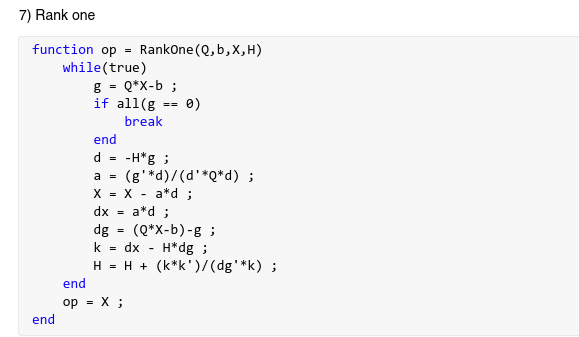 7) Rank one
function op = RankOne(Q,b,X,H)
    while(true)
        g = Q*X-b ;
        if all(g == 0)
            break
        end
        d = -H*g ;
        a = (g'*d)/(d'*Q*d) ;
        X = X - a*d ;
        dx = a*d ;
        dg = (Q*X-b)-g ;
        k = dx - H*dg ;
        H = H + (k*k')/(dg'*k) ;
    end
    op = X ;
end